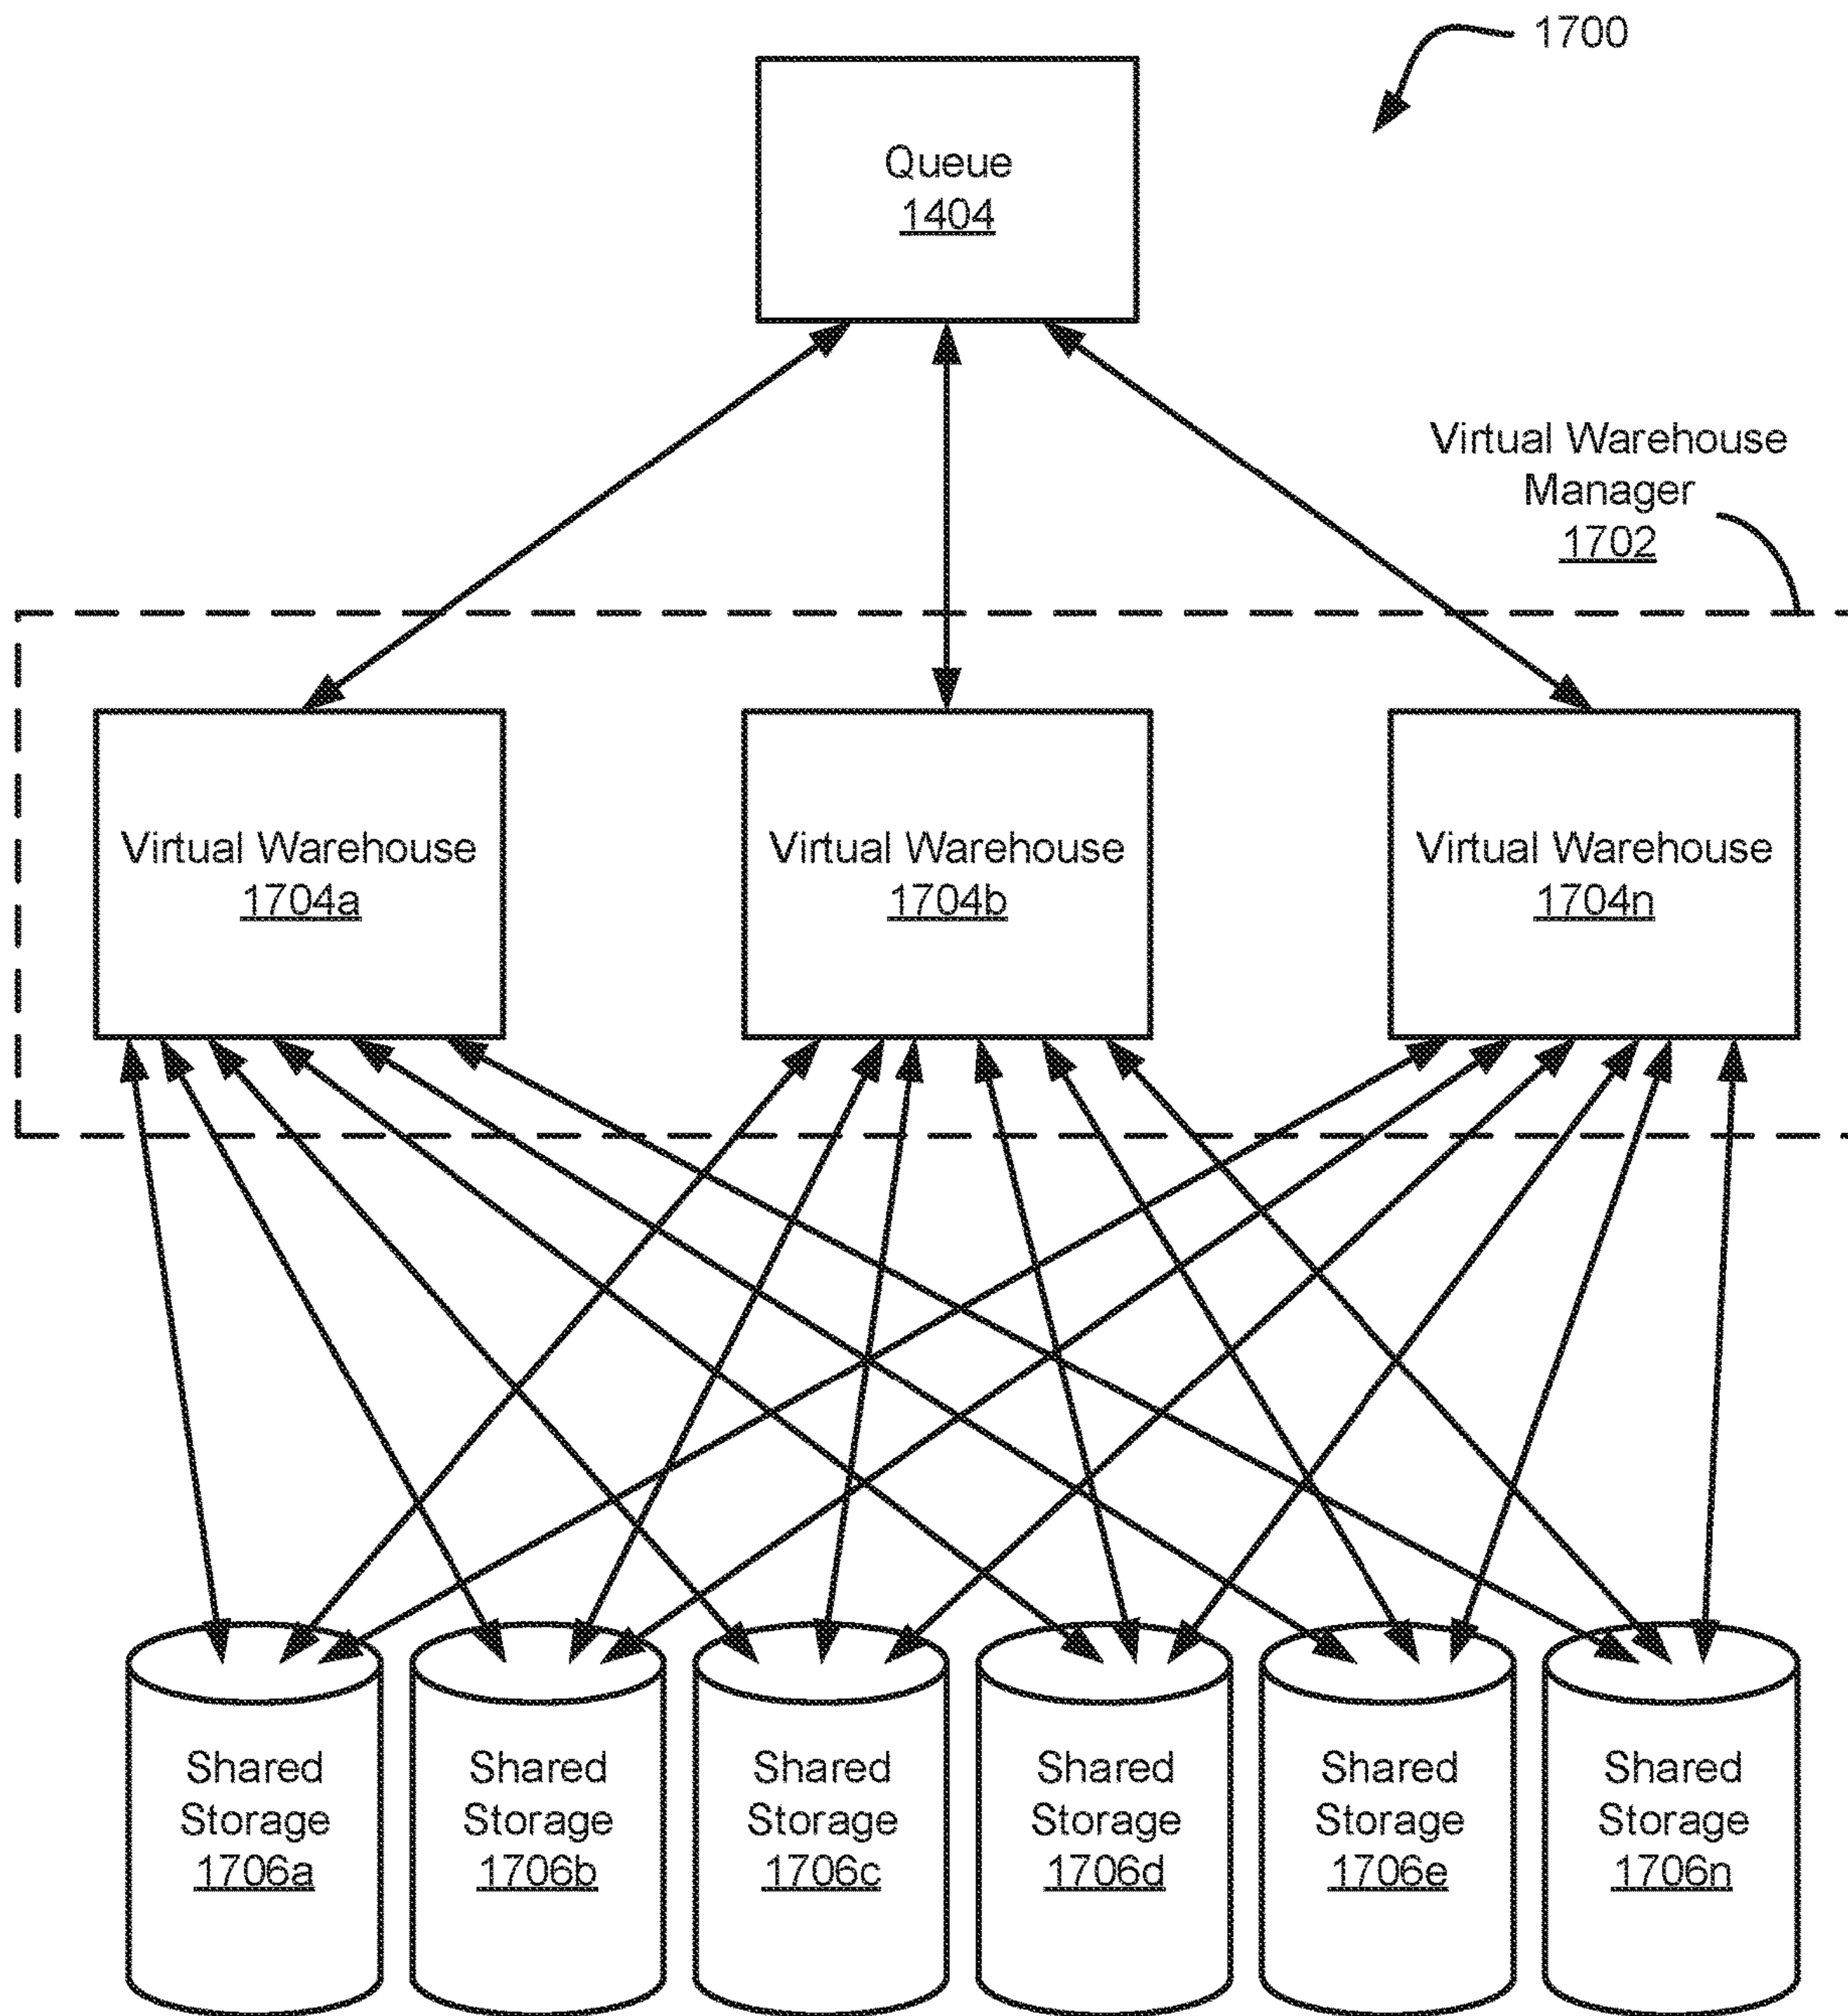 1700
Queue
1404
Virtual Warehouse
Manager
1702
Virtual Warehouse
1704a
Virtual Warehouse
1704b
Virtual Warehouse
1704n
Shared
Storage
1706a
Shared
Storage
1706b
Shared
Storage
1706c
Shared
Storage
1706d
Shared
Storage
1706e
Shared
Storage
1706n